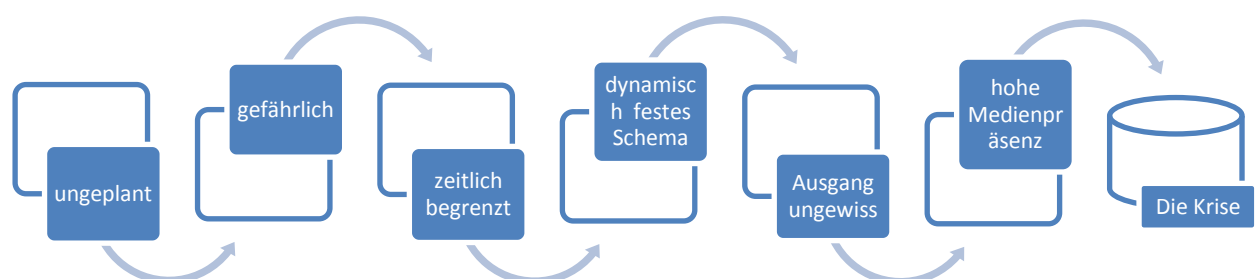 ungeplant
gefährlich
zeitlich
begrenzt
dynamisc
h festes
Schema
Ausgang
ungewiss
hohe
Medienpr
äsenz
Die Krise